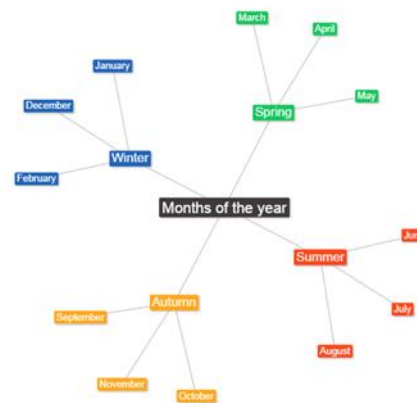 March
April
January
May
December
Spring
Winter
February
Months of the year
Summer
July
Autumn
September
August
November
October